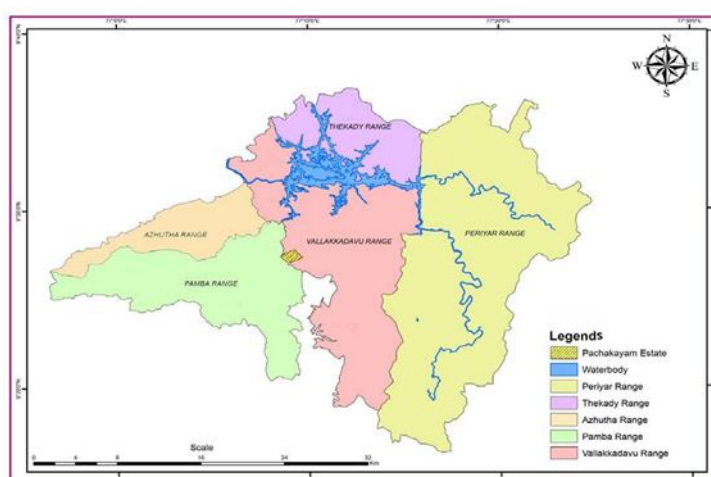 N
W E
S
THEKADY RANGE
AZHUTHA RANGE
VALLAKKADAVU RANGE
PERIYAR RANGE
PAMBA RANGE
Legends
Pachakayam Estate
Waterbody
Periyar Range
Thekady Range
Azhutha Range
Pamba Range
Vallakkadavu Range
Scale
0 4 8 16 24 32
Km